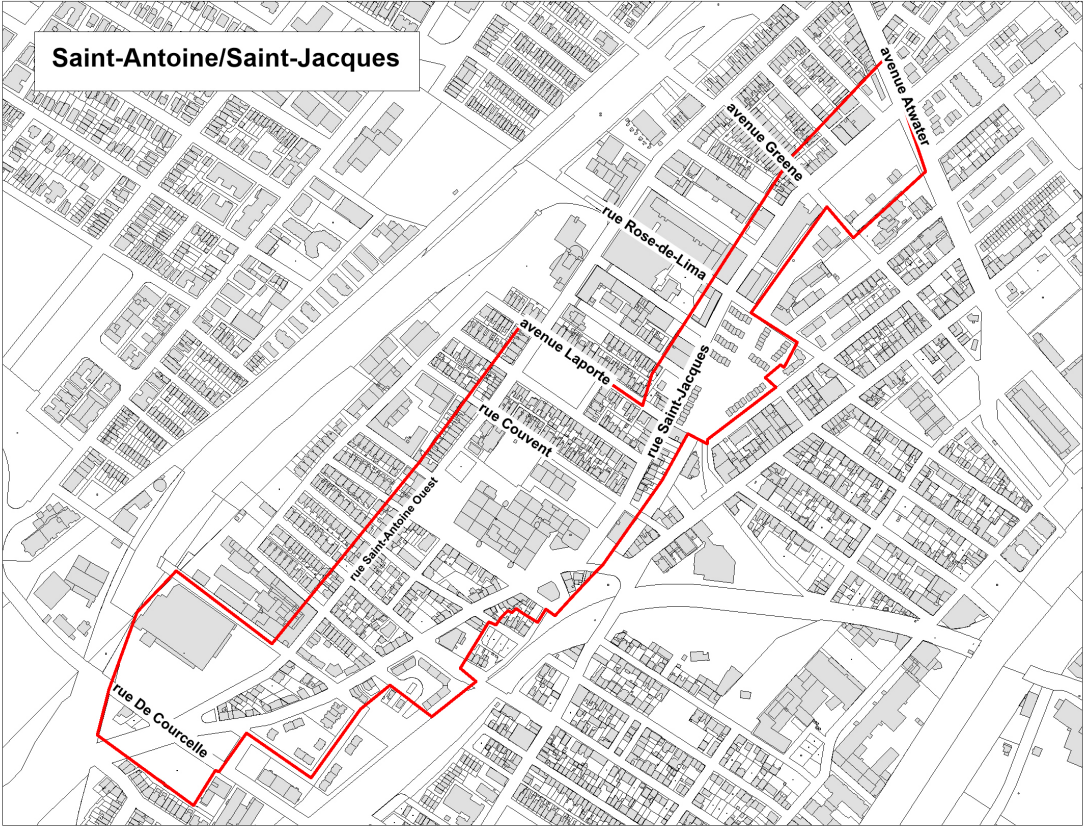 Saint-Antoine/Saint-Jacques
avenue Atwater
avenue Greene
rue Rose-de-Lima
avenue Laporte
rue Saint-Jacques
rue Couvent
rue Saint-Antoine Ouest
rue De Courcelle